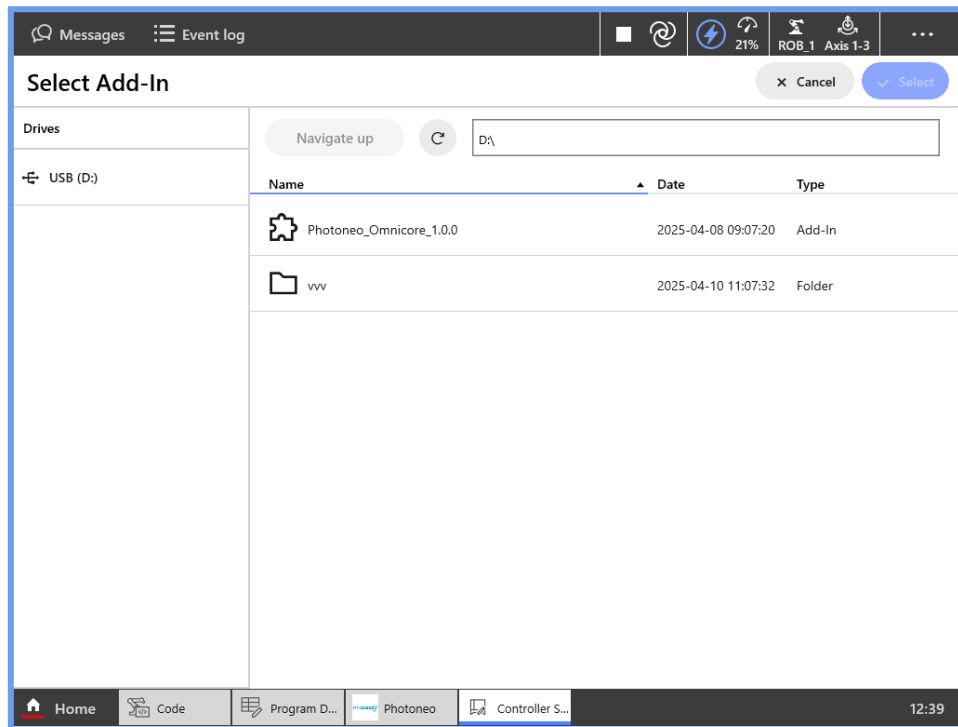 Messages Event log 21% ROB_1 Axis 1-3 ...
Select Add-In Cancel Select
Drives
Navigate up D:\
USB (D:)
Name Date Type
Photoneo_Omnicore_1.0.0 2025-04-08 09:07:20 Add-In
vvv 2025-04-10 11:07:32 Folder
Home Code Program D... Photoneo Controller S... 12:39